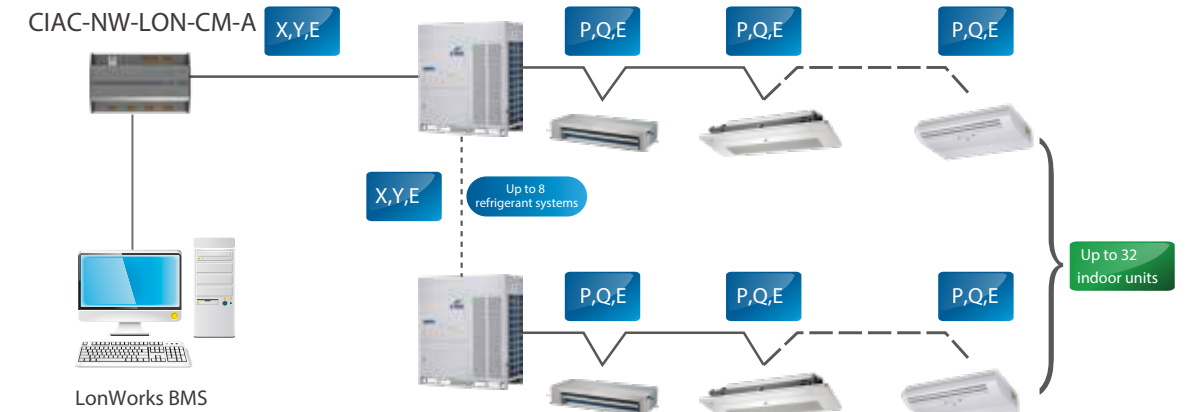 CIAC-NW-LON-CM-A
X,Y,E
P,Q,E
P,Q,E
P,Q,E
X,Y,E
Up to 8
refrigerant systems
Up to 32
indoor units
P,Q,E
P,Q,E
P,Q,E
LonWorks BMS